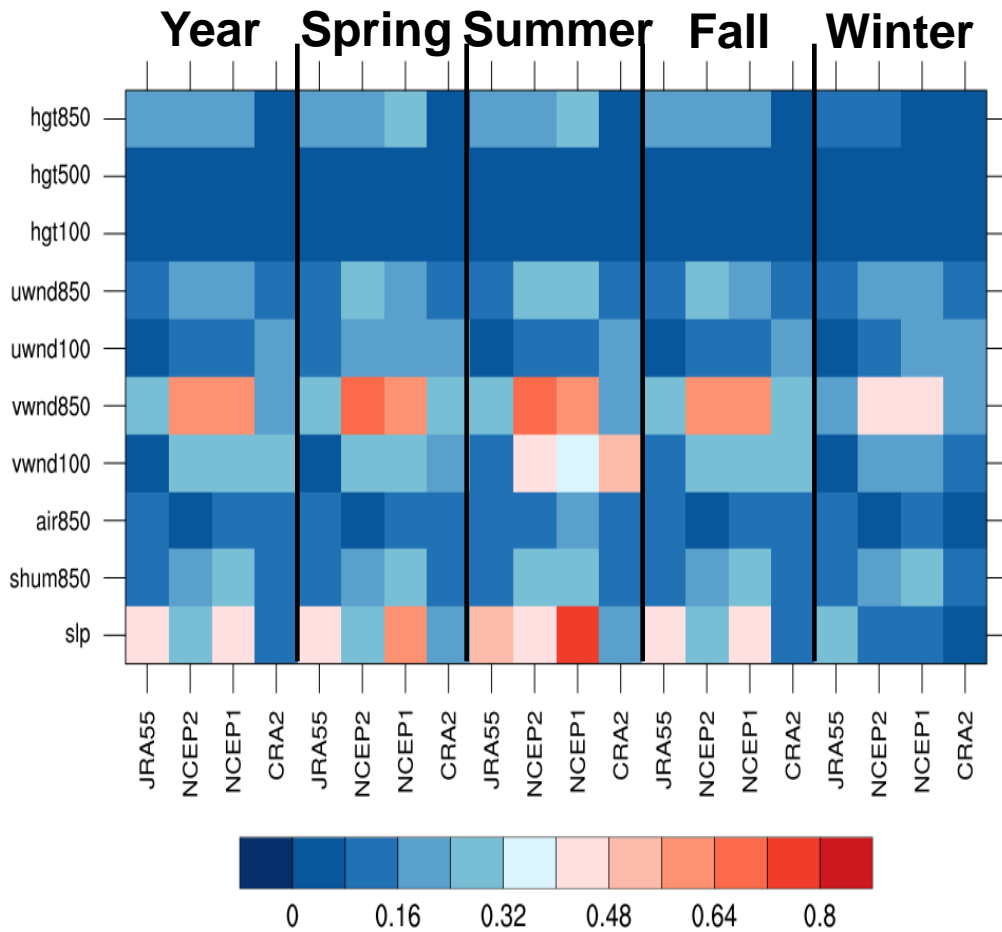 Year Spring Summer Fall Winter
hgt850
hgt500
hgt100
uwnd850
uwnd100
vwnd850
vwnd100
air850
shum850
slp
JRA55 NCEP2 NCEP1 CRA2 JRA55 NCEP2 NCEP1 CRA2 JRA55 NCEP2 NCEP1 CRA2 JRA55 NCEP2 NCEP1 CRA2 JRA55 NCEP2 NCEP1 CRA2
0 0.16 0.32 0.48 0.64 0.8